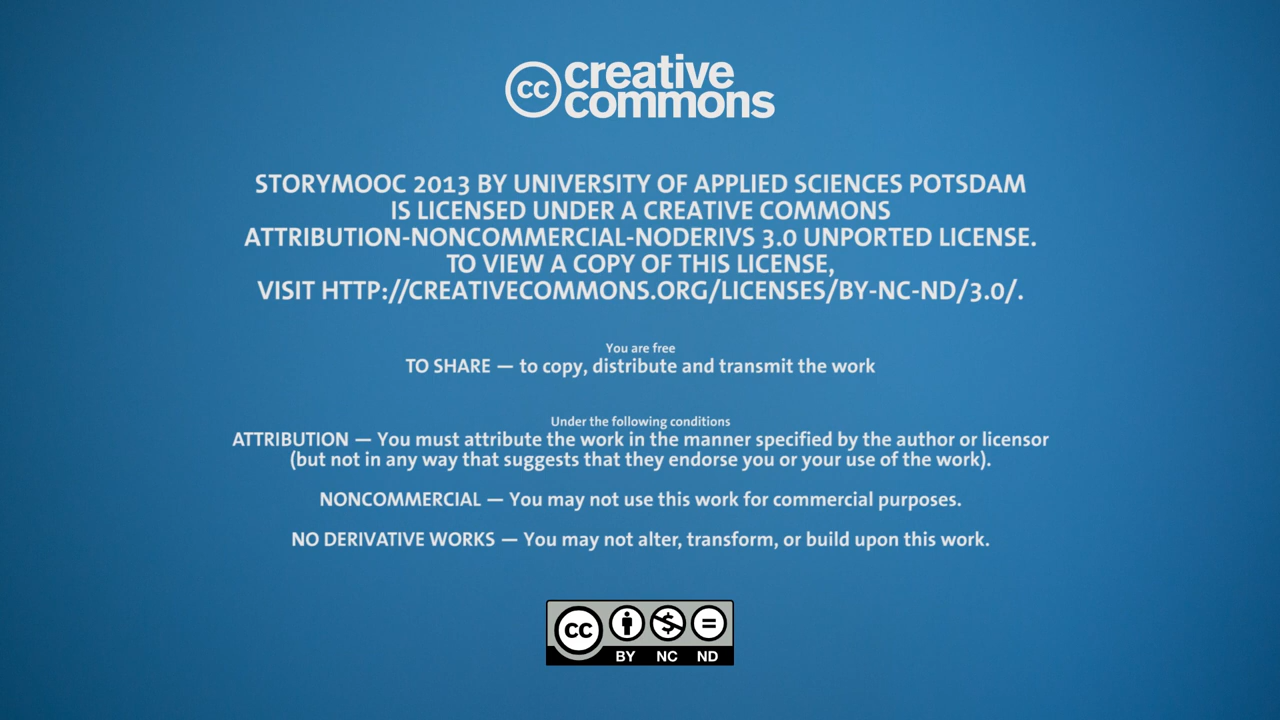 cc creative
commons
STORYMOOC 2013 BY UNIVERSITY OF APPLIED SCIENCES POTSDAM
IS LICENSED UNDER A CREATIVE COMMONS
ATTRIBUTION-NONCOMMERCIAL-NODERIVS 3.0 UNPORTED LICENSE.
TO VIEW A COPY OF THIS LICENSE,
VISIT HTTP://CREATIVECOMMONS.ORG/LICENSES/BY-NC-ND/3.0/.
You are free
TO SHARE — to copy, distribute and transmit the work
Under the following conditions
ATTRIBUTION — You must attribute the work in the manner specified by the author or licensor
(but not in any way that suggests that they endorse you or your use of the work).
NONCOMMERCIAL — You may not use this work for commercial purposes.
NO DERIVATIVE WORKS — You may not alter, transform, or build upon this work.
cc $ =
BY NC ND